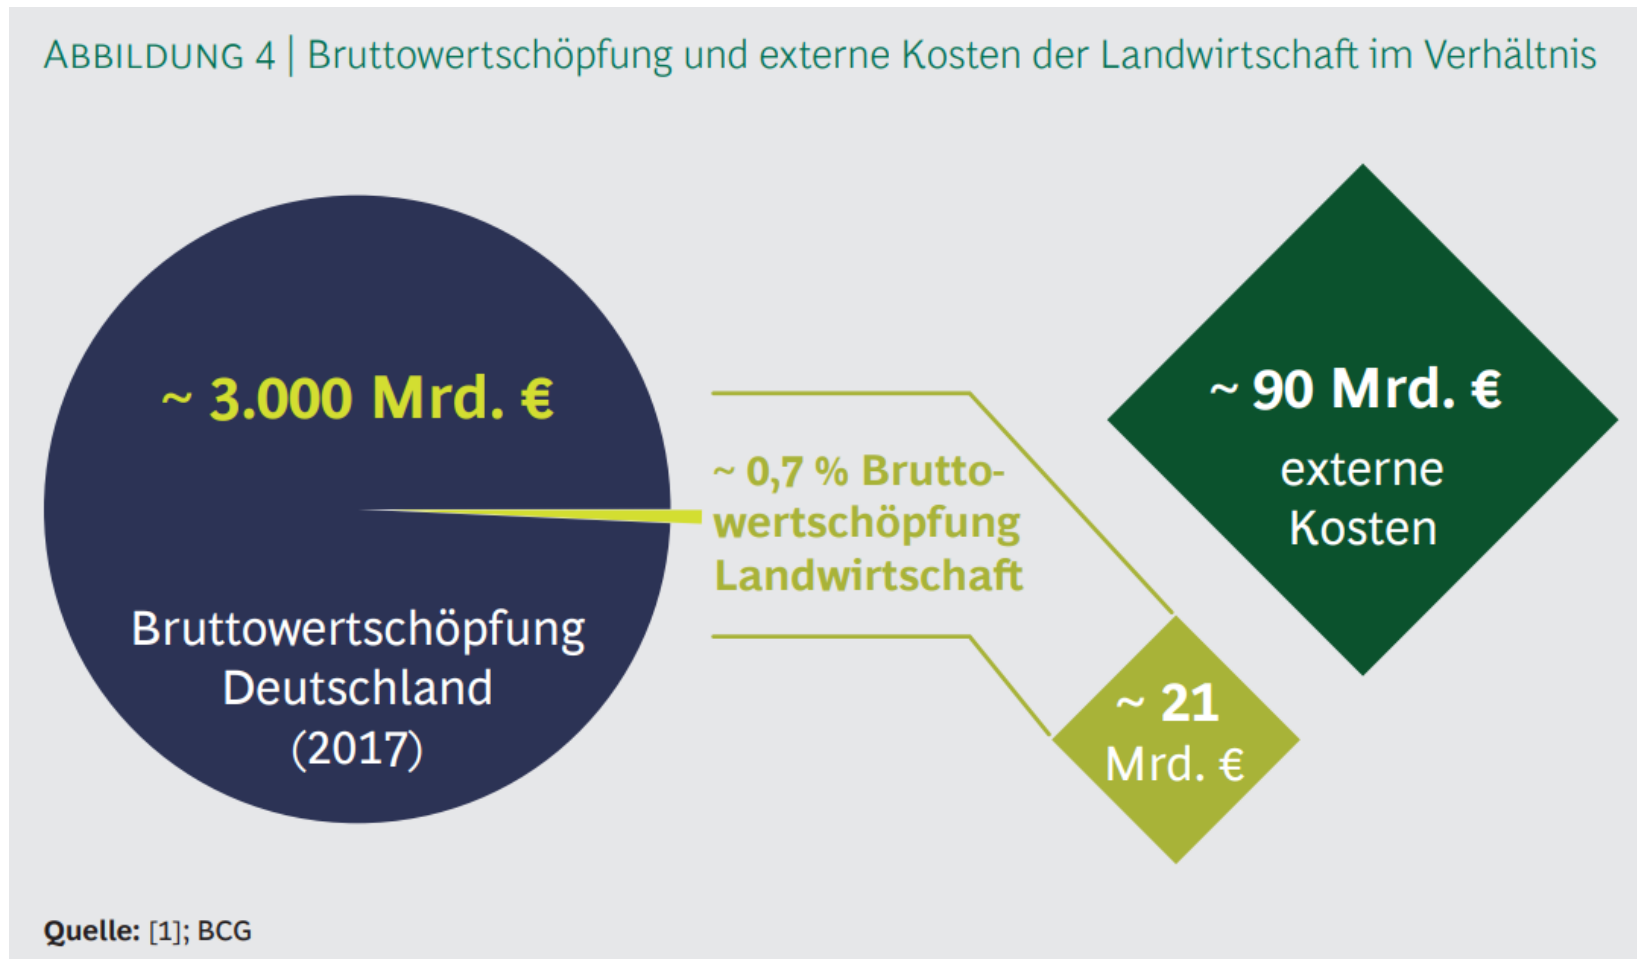 ABBILDUNG 4 | Bruttowertschöpfung und externe Kosten der Landwirtschaft im Verhältnis
~ 3.000 Mrd. €
Bruttowertschöpfung
Deutschland
(2017)
~ 0,7 % Brutto-
wertschöpfung
Landwirtschaft
~ 21
Mrd. €
~ 90 Mrd. €
externe
Kosten
Quelle: [1]; BCG